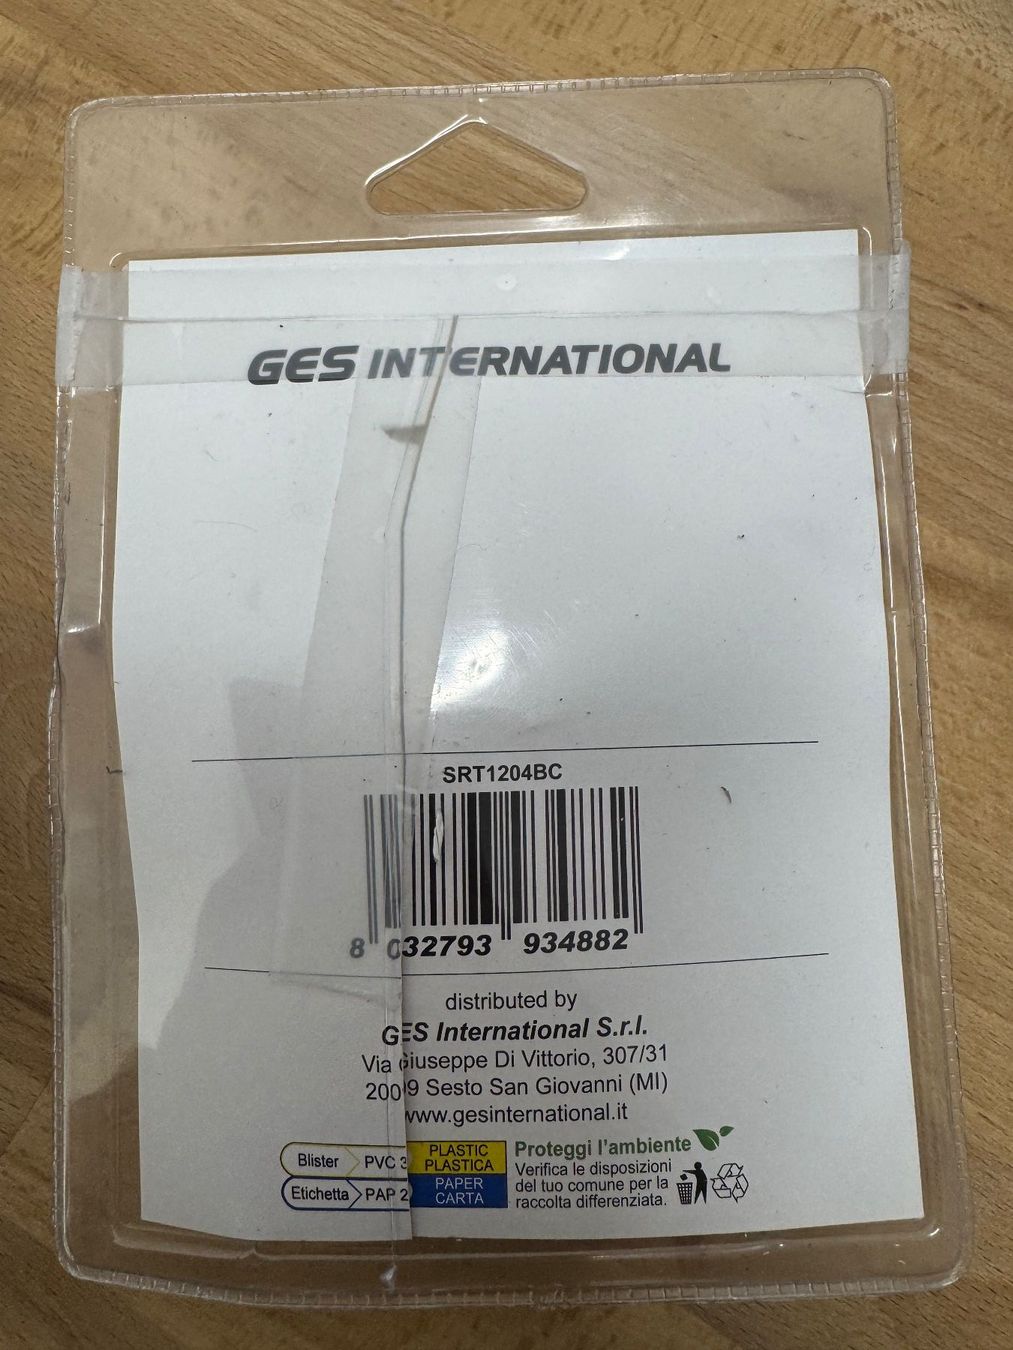 GES INTERNATIONAL
SRT1204BC
8 032793 934882
distributed by
GES International S.r.l.
Via Giuseppe Di Vittorio, 307/31
Sesto San Giovanni (MI)
www.gesinternational.it
Blister PVC 3 PLASTIC
PLASTICA
Etichetta PAP 2 PAPER
CARTA
Proteggi l'ambiente
Verifica le disposizioni
del tuo comune per la
raccolta differenziata.